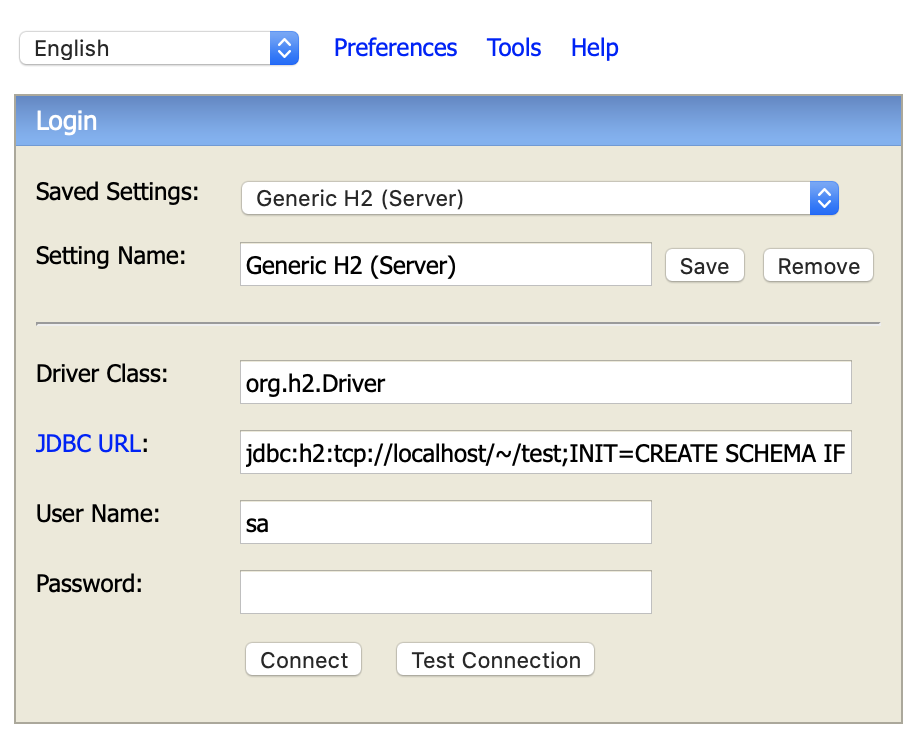 English Preferences Tools Help
Login
Saved Settings: Generic H2 (Server)
Setting Name: Generic H2 (Server) Save Remove
Driver Class: org.h2.Driver
JDBC URL: jdbc:h2:tcp://localhost/~/test;INIT=CREATE SCHEMA IF
User Name: sa
Password:
Connect Test Connection